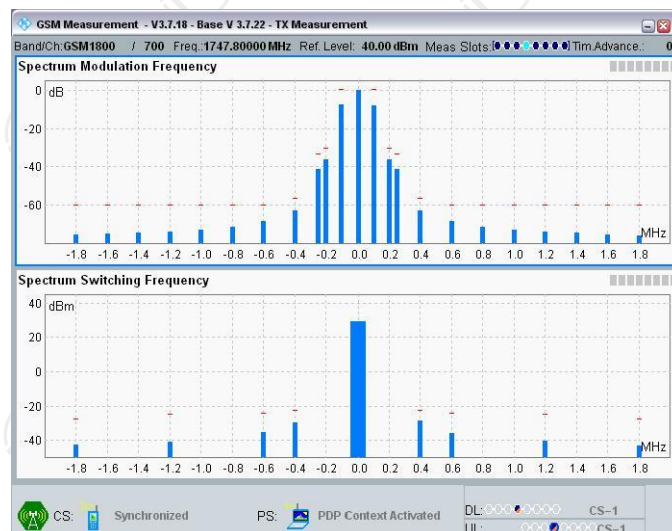 GSM Measurement - V3.7.18 - Base V 3.7.22 - TX Measurement
Band/Ch:GSM1800 / 700 Freq.:1747.80000 MHz Ref. Level: 40.00 dBm Meas Slots: Tim.Advance.: 0
Spectrum Modulation Frequency
0 dB
-20
-40
-60
MHz
-1.8 -1.6 -1.4 -1.2 -1.0 -0.8 -0.6 -0.4 -0.2 0.0 0.2 0.4 0.6 0.8 1.0 1.2 1.4 1.6 1.8
Spectrum Switching Frequency
40 dBm
20
0
-20
-40
MHz
-1.8 -1.6 -1.4 -1.2 -1.0 -0.8 -0.6 -0.4 -0.2 0.0 0.2 0.4 0.6 0.8 1.0 1.2 1.4 1.6 1.8
CS: Synchronized PS: PDP Context Activated DL: CS-1
UL: CS-1